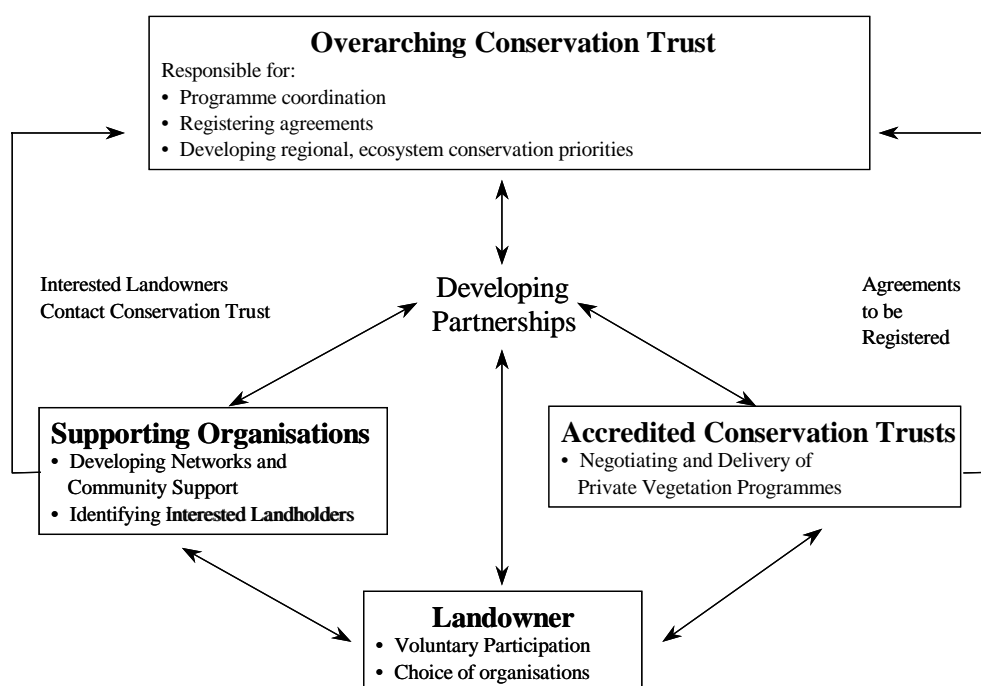 Overarching Conservation Trust
Responsible for:
• Programme coordination
• Registering agreements
• Developing regional, ecosystem conservation priorities
Interested Landowners
Contact Conservation Trust
Developing
Partnerships
Agreements
to be
Registered
Supporting Organisations
• Developing Networks and
Community Support
• Identifying Interested Landholders
Accredited Conservation Trusts
• Negotiating and Delivery of
Private Vegetation Programmes
Landowner
• Voluntary Participation
• Choice of organisations